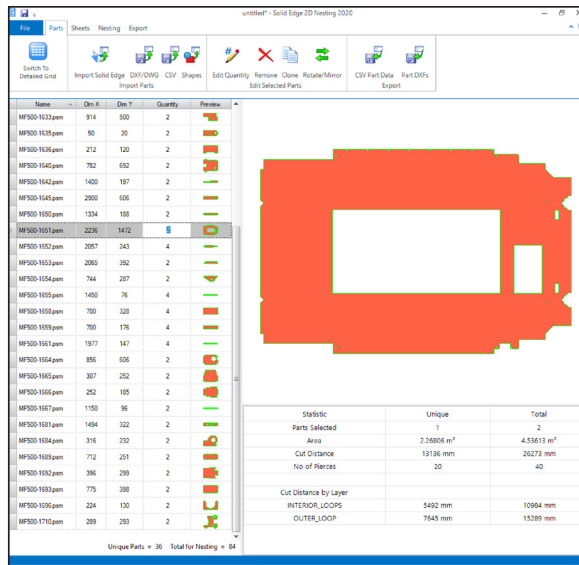 untitled* - Solid Edge 2D Nesting 2020
File Parts Sheets Nesting Export
Switch To
Detailed Grid
Import Solid Edge DXF/DWG CSV Shapes
Import Parts
Edit Quantity Remove Clone Rotate/Mirror
Edit Selected Parts
CSV Part Data Part DXFs
Export
Name Dim X Dim Y Quantity Preview
MF500-1633.psm 914 500 2
MF500-1635.psm 50 20 2
MF500-1636.psm 212 120 2
MF500-1640.psm 782 692 2
MF500-1642.psm 1400 197 2
MF500-1645.psm 2900 606 2
MF500-1650.psm 1334 188 2
MF500-1651.psm 2236 1472 2
MF500-1652.psm 2057 243 4
MF500-1653.psm 2065 392 2
MF500-1654.psm 744 287 2
MF500-1655.psm 1450 76 4
MF500-1658.psm 700 328 4
MF500-1659.psm 700 176 4
MF500-1661.psm 1977 147 4
MF500-1664.psm 856 606 2
MF500-1665.psm 307 252 2
MF500-1666.psm 252 185 2
MF500-1667.psm 1150 96 2
MF500-1681.psm 1494 322 2
MF500-1684.psm 316 232 2
MF500-1689.psm 712 251 2
MF500-1692.psm 396 299 2
MF500-1693.psm 775 398 2
MF500-1696.psm 224 130 2
MF500-1710.psm 289 293 2
Unique Parts = 36 Total for Nesting = 84
Statistic Unique Total
Parts Selected 1 2
Area 2.26806 m² 4.53613 m²
Cut Distance 13136 mm 26273 mm
No of Pierces 20 40
Cut Distance by Layer
INTERIOR_LOOPS 5492 mm 10984 mm
OUTER_LOOP 7645 mm 15289 mm